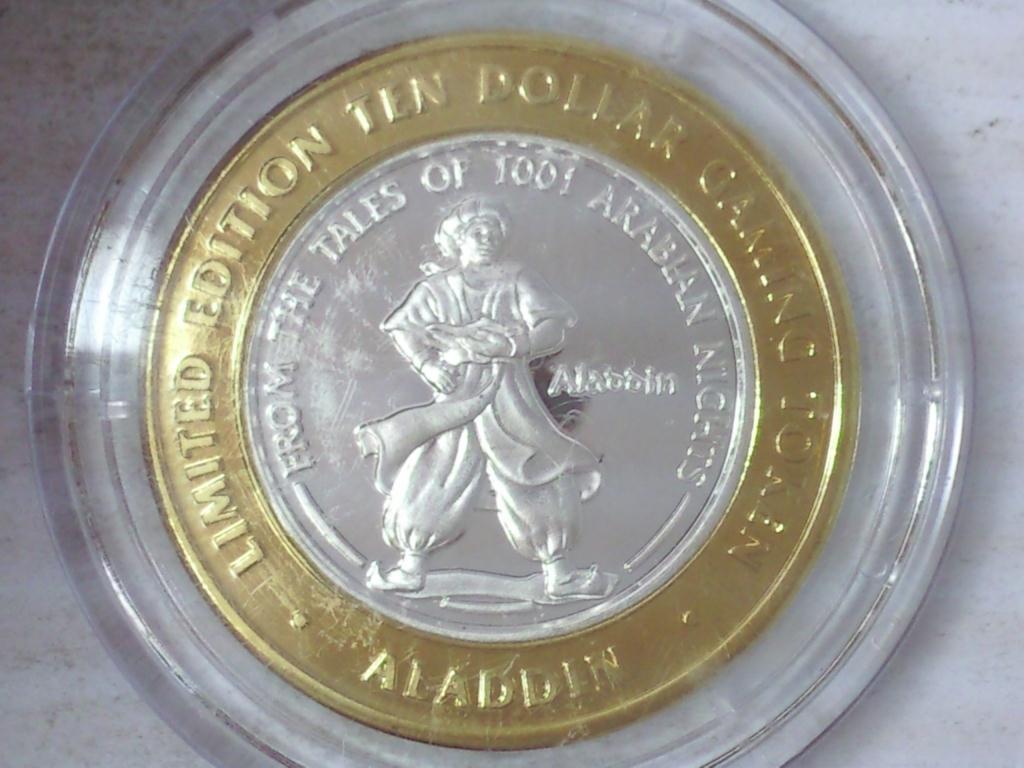 LIMITED EDITION TEN DOLLAR GAMING TOKEN
ALADDIN
FROM THE TALES OF 1001 ARABIAN NIGHTS
Aladdin